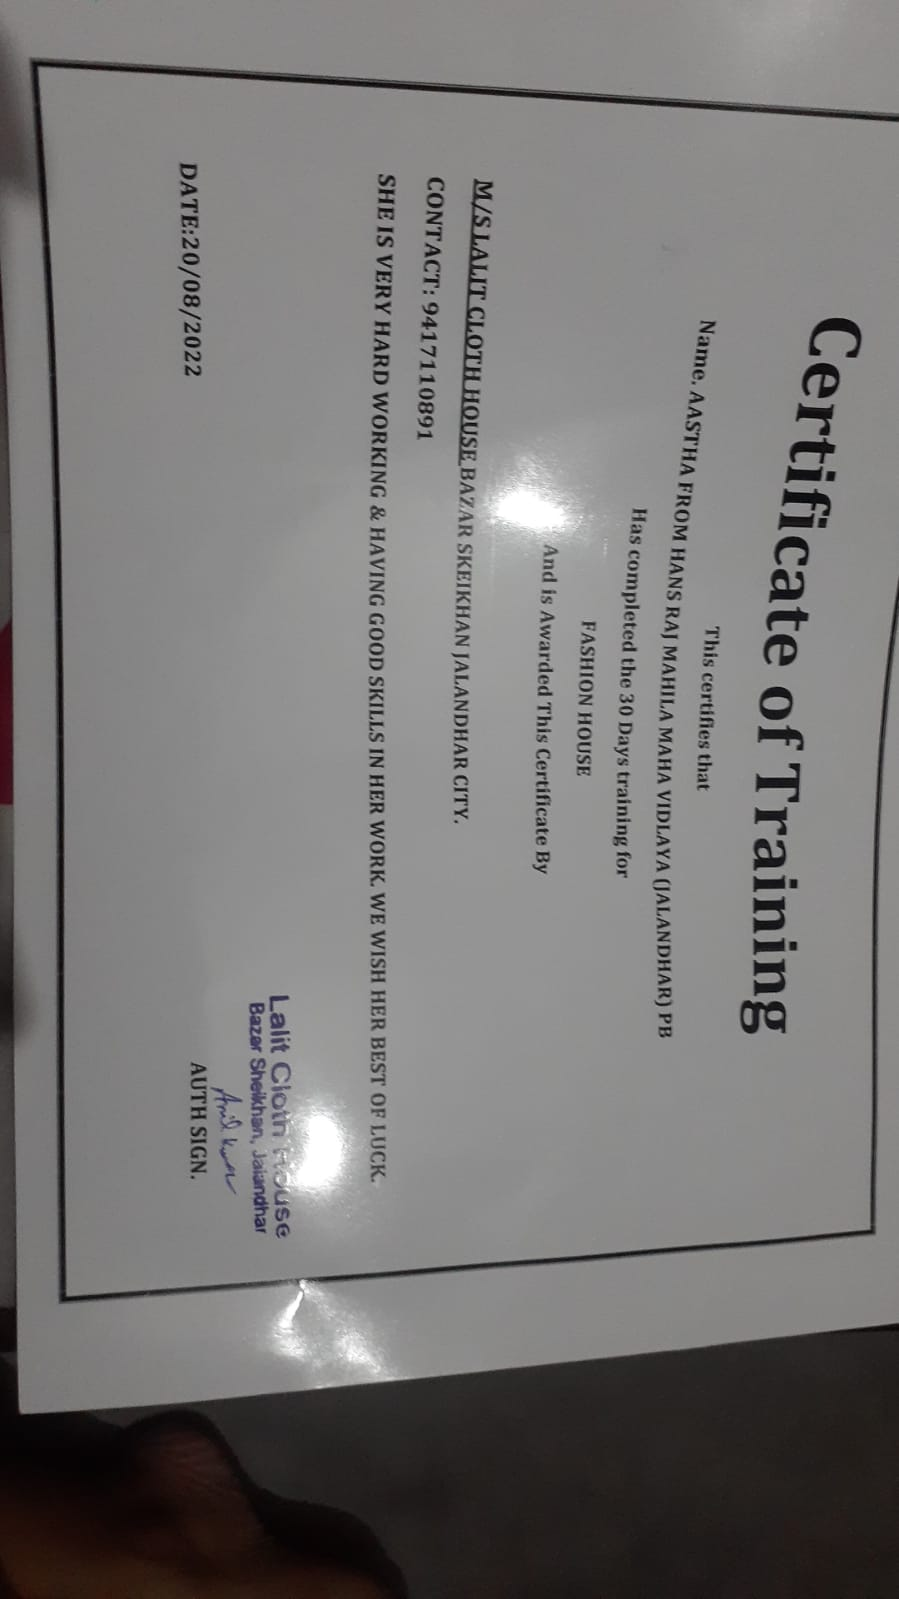 Certificate of Training
This certifies that
Name. AASTHA FROM HANS RAJ MAHILA MAHA VIDLAYA (JALANDHAR) PB
Has completed the 30 Days training for
FASHION HOUSE
And is Awarded This Certificate By
M/S LALIT CLOTH HOUSE BAZAR SKEIKHAN JALANDHAR CITY.
CONTACT: 9417110891
SHE IS VERY HARD WORKING & HAVING GOOD SKILLS IN HER WORK. WE WISH HER BEST OF LUCK.
Lalit Cloth House
Bazar Sheikhan, Jalandhar
Anil Kumar
DATE:20/08/2022
AUTH SIGN.